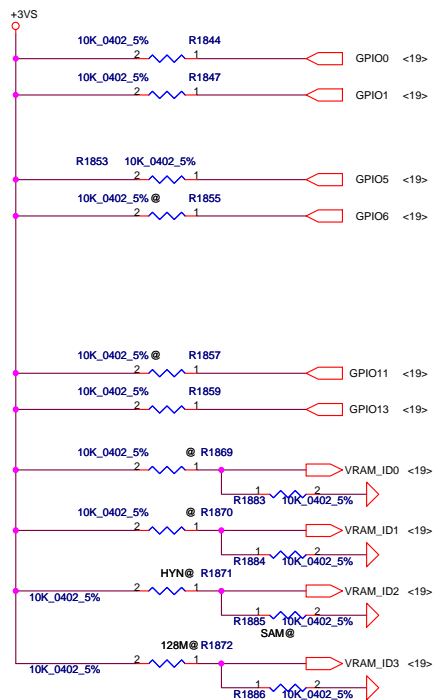 +3VS
10K_0402_5% R1844
2 1 GPIO0 <19>
10K_0402_5% R1847
2 1 GPIO1 <19>
R1853 10K_0402_5%
2 1 GPIO5 <19>
10K_0402_5% @ R1855
2 1 GPIO6 <19>
10K_0402_5% @ R1857
2 1 GPIO11 <19>
10K_0402_5% R1859
2 1 GPIO13 <19>
10K_0402_5% @ R1869
2 1 VRAM_ID0 <19>
1 2
R1883 10K_0402_5%
10K_0402_5% @ R1870
2 1 VRAM_ID1 <19>
1 2
R1884 10K_0402_5%
HYN@ R1871
2 1 VRAM_ID2 <19>
10K_0402_5% 1 2
R1885 10K_0402_5%
SAM@
128M@ R1872
2 1 VRAM_ID3 <19>
10K_0402_5% 1 2
R1886 10K_0402_5%